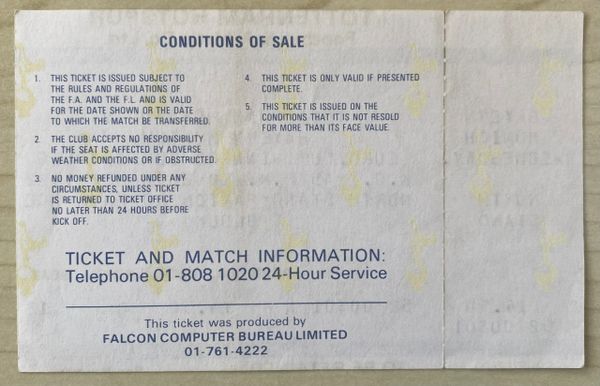 CONDITIONS OF SALE
1. THIS TICKET IS ISSUED SUBJECT TO
THE RULES AND REGULATIONS OF
THE F.A. AND THE F.L. AND IS VALID
FOR THE DATE SHOWN OR THE DATE
TO WHICH THE MATCH BE TRANSFERRED.
2. THE CLUB ACCEPTS NO RESPONSIBILITY
IF THE SEAT IS AFFECTED BY ADVERSE
WEATHER CONDITIONS OR IF OBSTRUCTED.
3. NO MONEY REFUNDED UNDER ANY
CIRCUMSTANCES, UNLESS TICKET
IS RETURNED TO TICKET OFFICE
NO LATER THAN 24 HOURS BEFORE
KICK OFF.
4. THIS TICKET IS ONLY VALID IF PRESENTED
COMPLETE.
5. THIS TICKET IS ISSUED ON THE
CONDITIONS THAT IT IS NOT RESOLD
FOR MORE THAN ITS FACE VALUE.
TICKET AND MATCH INFORMATION:
Telephone 01-808 1020 24-Hour Service
This ticket was produced by
FALCON COMPUTER BUREAU LIMITED
01-761-4222